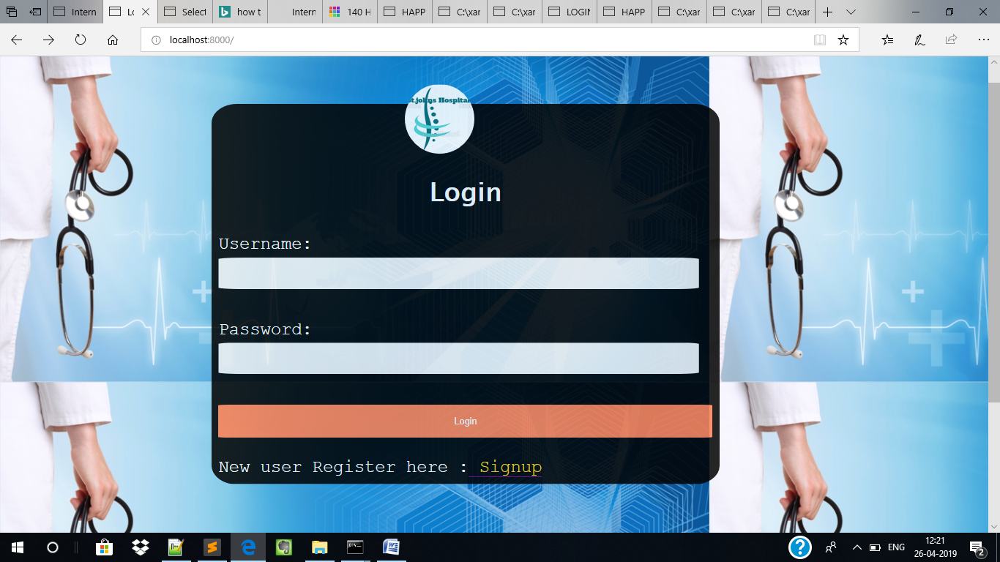 Intern
Lo
Select
how t
Intern
140 H
HAPP
C:\xar
C:\xar
LOGIN
HAPP
C:\xar
C:\xar
C:\xar
localhost:8000/
st.johns Hospital
Login
Username:
Password:
Login
New user Register here : Signup
ENG
12:21
26-04-2019
2